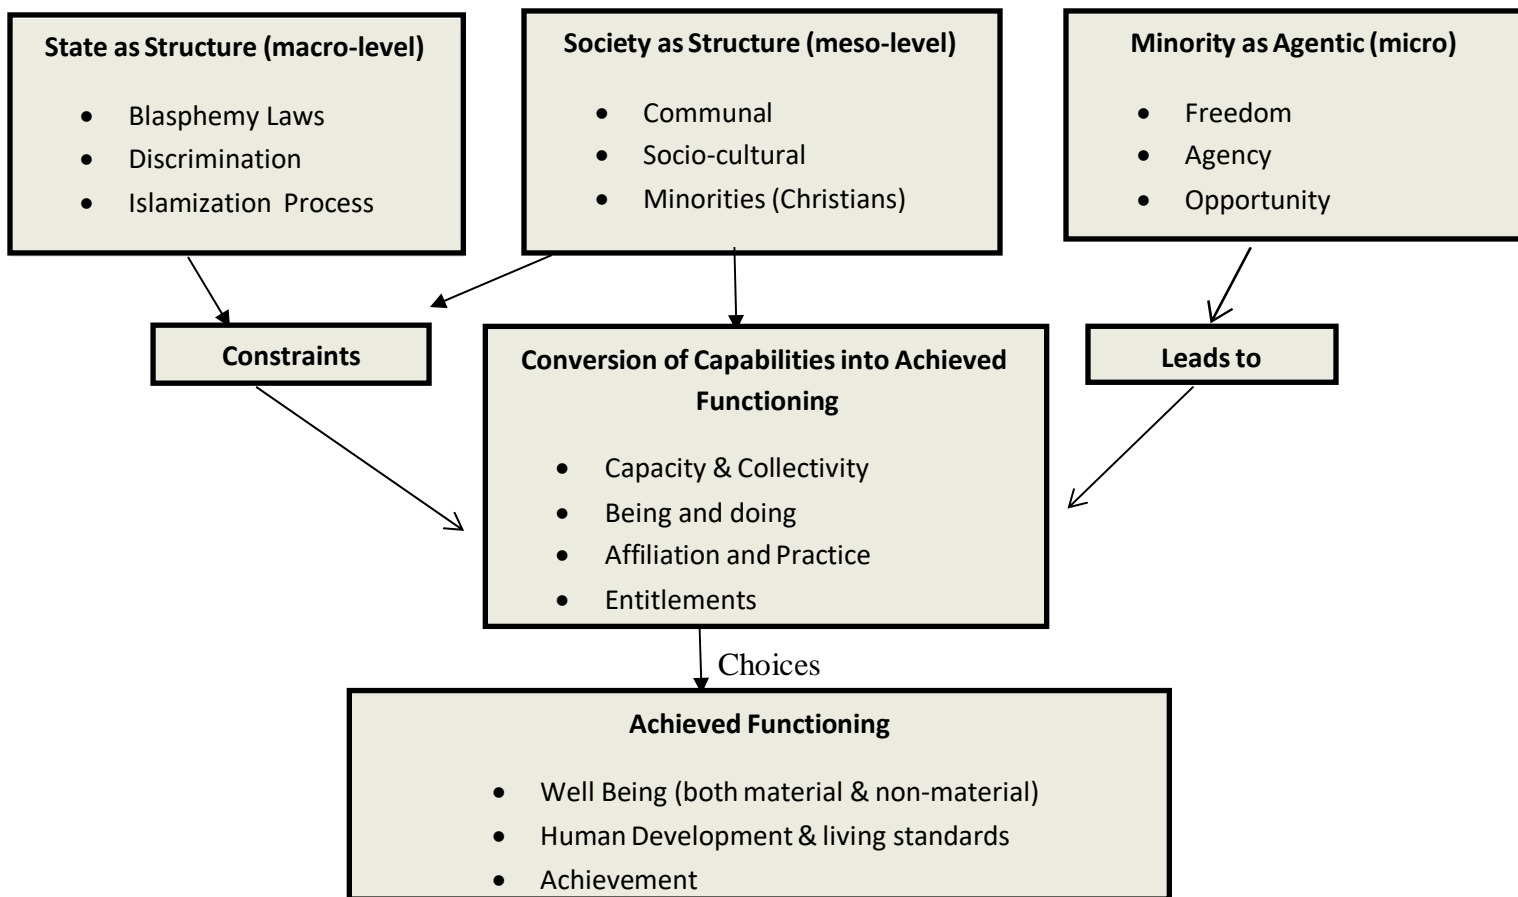 State as Structure (macro-level)
• Blasphemy Laws
• Discrimination
• Islamization Process
Society as Structure (meso-level)
• Communal
• Socio-cultural
• Minorities (Christians)
Minority as Agentic (micro)
• Freedom
• Agency
• Opportunity
Constraints
Conversion of Capabilities into Achieved
Functioning
• Capacity & Collectivity
• Being and doing
• Affiliation and Practice
• Entitlements
Leads to
Choices
Achieved Functioning
• Well Being (both material & non-material)
• Human Development & living standards
• Achievement